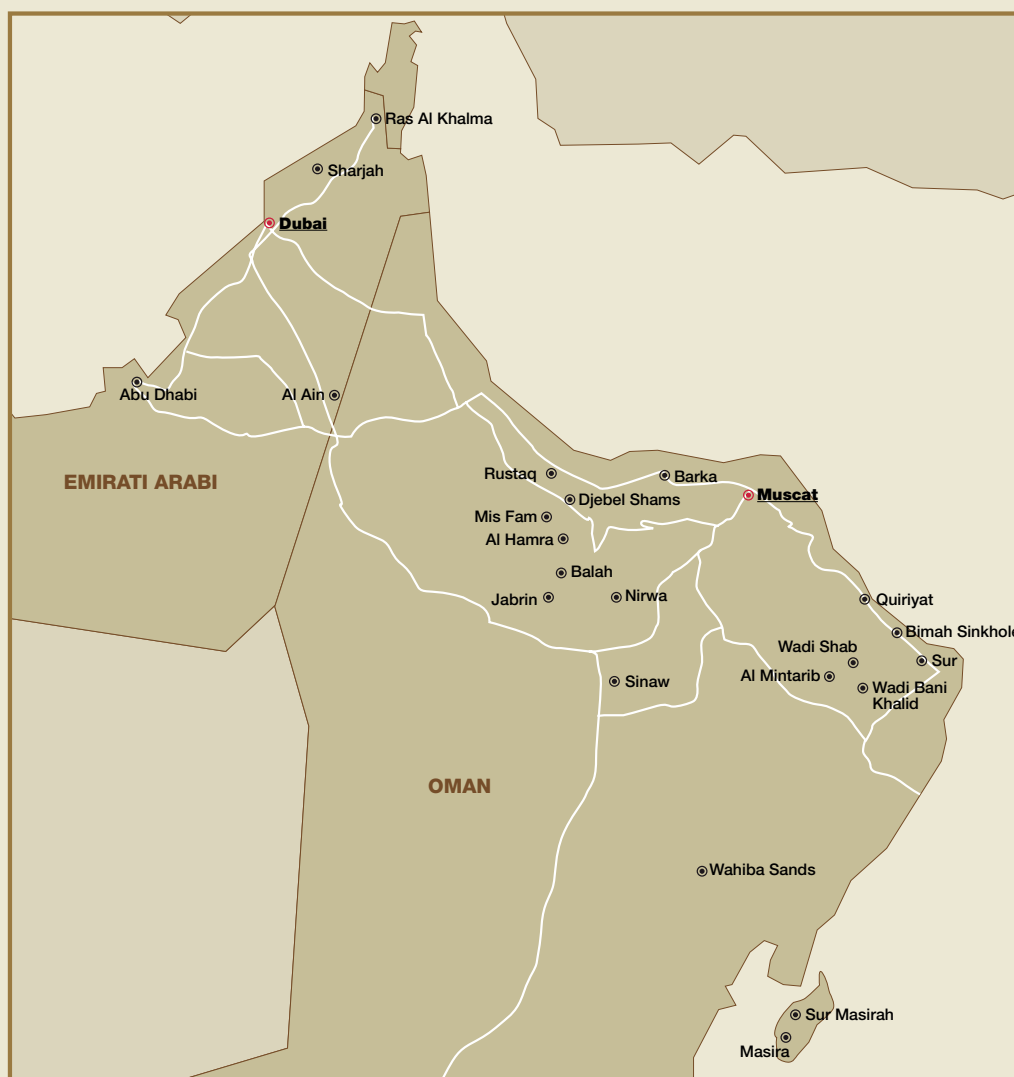 Ras Al Khalma
Sharjah
Dubai
Abu Dhabi
Al Ain
EMIRATI ARABI
Rustaq
Barka
Djebel Shams
Muscat
Mis Fam
Al Hamra
Balah
Jabrin
Nirwa
Quiriyat
Bimah Sinkhole
Wadi Shab
Sur
Al Mintarib
Sinaw
Wadi Bani
Khalid
OMAN
Wahiba Sands
Sur Masirah
Masira